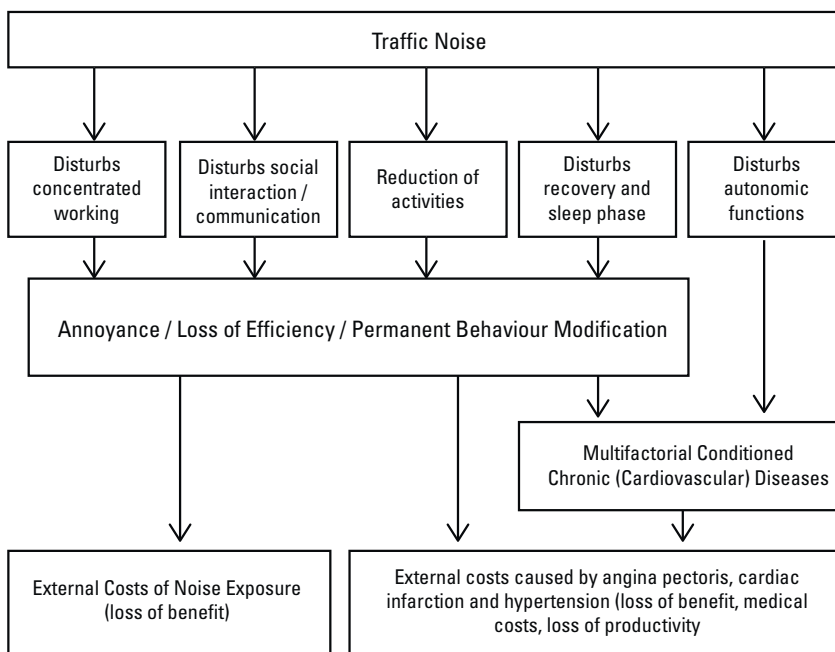 Traffic Noise
Disturbs
concentrated
working
Disturbs social
interaction /
communication
Reduction of
activities
Disturbs
recovery and
sleep phase
Disturbs
autonomic
functions
Annoyance / Loss of Efficiency / Permanent Behaviour Modification
Multifactorial Conditioned
Chronic (Cardiovascular) Diseases
External Costs of Noise Exposure
(loss of benefit)
External costs caused by angina pectoris, cardiac
infarction and hypertension (loss of benefit, medical
costs, loss of productivity